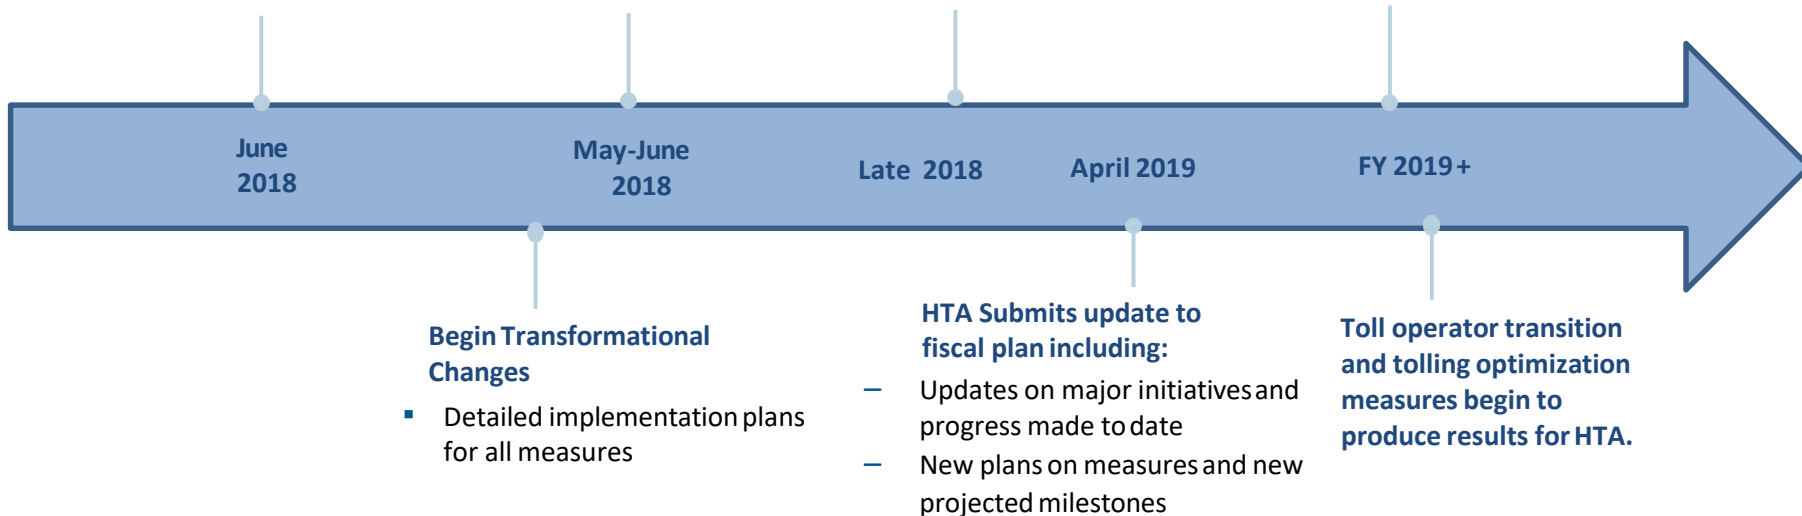 June
2018
May-June
2018
Late 2018
April 2019
FY 2019 +
Begin Transformational
Changes
▪ Detailed implementation plans
for all measures
HTA Submits update to
fiscal plan including:
– Updates on major initiatives and
progress made to date
– New plans on measures and new
projected milestones
Toll operator transition
and tolling optimization
measures begin to
produce results for HTA.